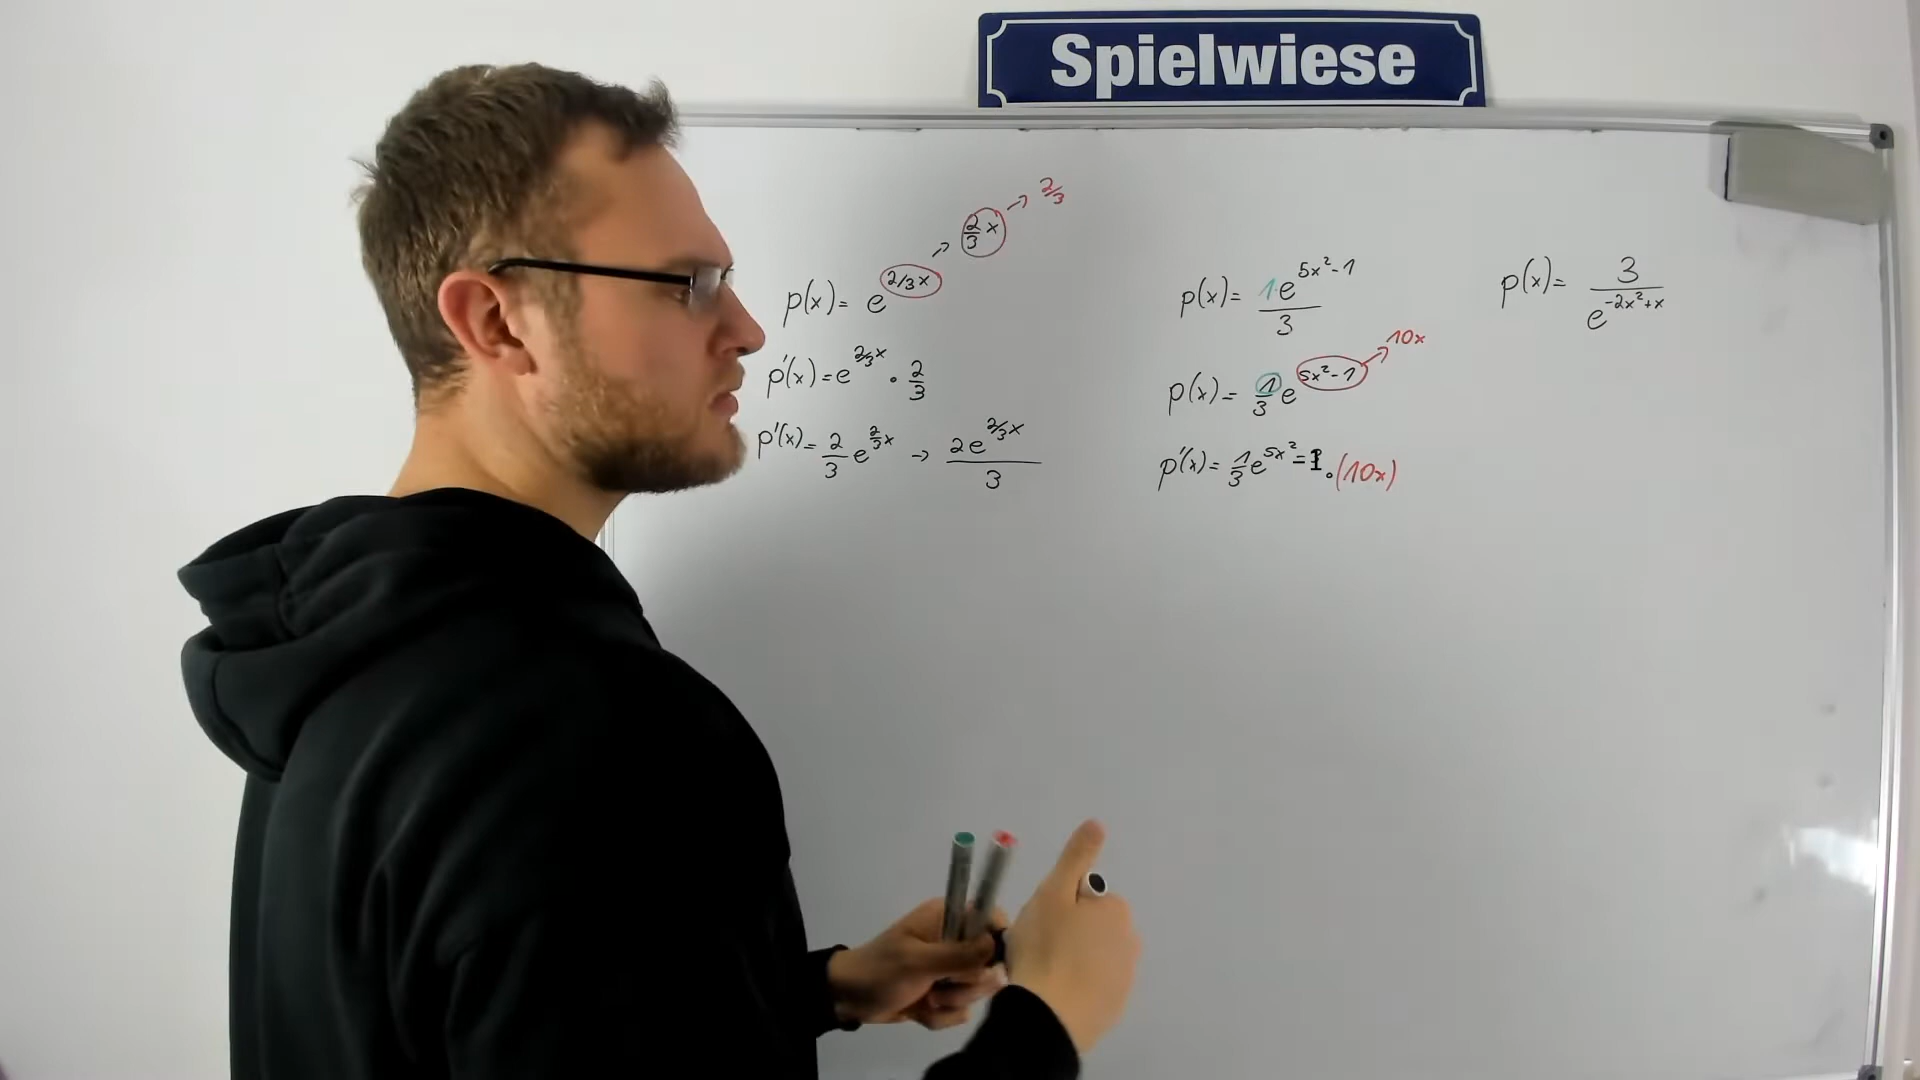 Spielwiese
2/3
2/3 x
p(x) = e^(2/3x)
p'(x) = e^(2/3x) · 2/3
p'(x) = 2/3 e^(2/3x) → 2e^(2/3x)/3
p(x) = 1·e^(5x²-1)/3
10x
p(x) = 1/3 e^(5x²-1)
p'(x) = 1/3 e^(5x²-1) · (10x)
p(x) = 3/e^(-2x²+x)